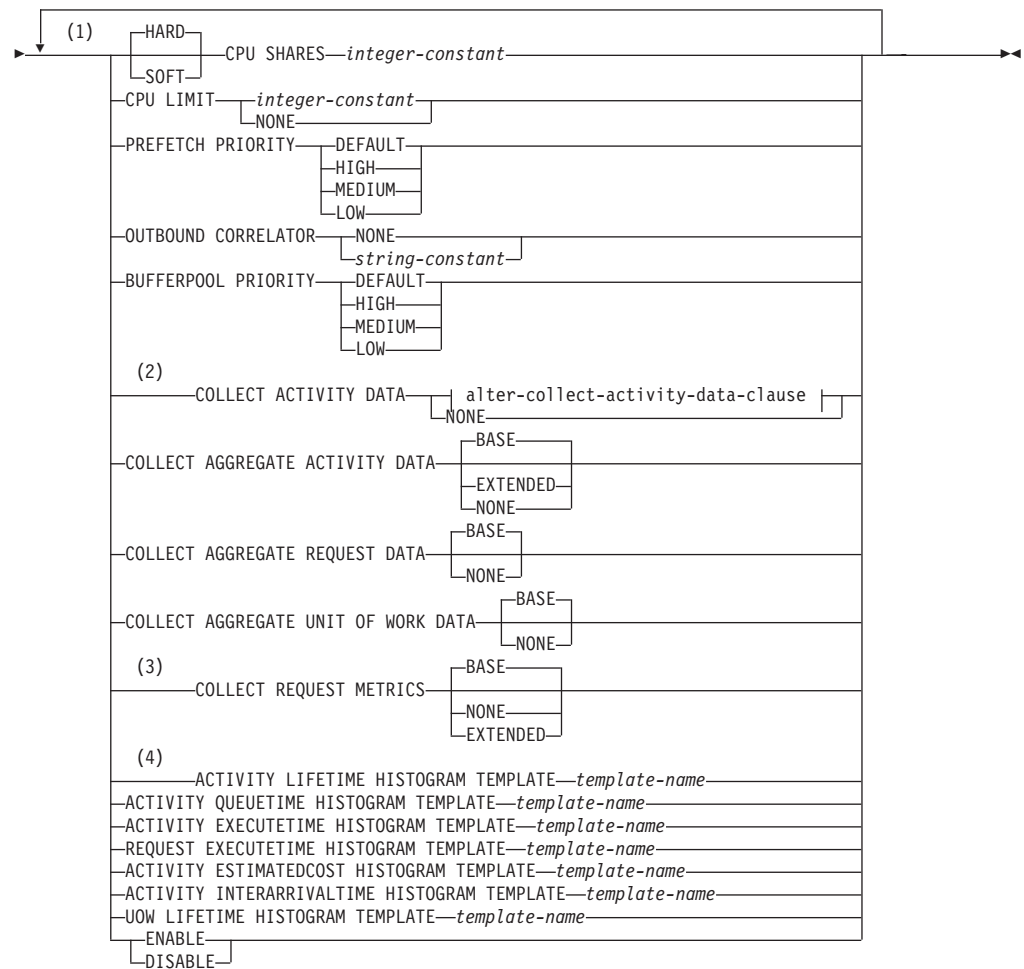 (1)
HARD
CPU SHARES integer-constant
SOFT
CPU LIMIT integer-constant
NONE
PREFETCH PRIORITY DEFAULT
HIGH
MEDIUM
LOW
OUTBOUND CORRELATOR NONE
string-constant
BUFFERPOOL PRIORITY DEFAULT
HIGH
MEDIUM
LOW
(2)
COLLECT ACTIVITY DATA alter-collect-activity-data-clause
NONE
BASE
COLLECT AGGREGATE ACTIVITY DATA
EXTENDED
NONE
BASE
COLLECT AGGREGATE REQUEST DATA
NONE
BASE
COLLECT AGGREGATE UNIT OF WORK DATA
NONE
(3)
BASE
COLLECT REQUEST METRICS
NONE
EXTENDED
(4)
ACTIVITY LIFETIME HISTOGRAM TEMPLATE template-name
ACTIVITY QUEUETIME HISTOGRAM TEMPLATE template-name
ACTIVITY EXECUTETIME HISTOGRAM TEMPLATE template-name
REQUEST EXECUTETIME HISTOGRAM TEMPLATE template-name
ACTIVITY ESTIMATEDCOST HISTOGRAM TEMPLATE template-name
ACTIVITY INTERARRIVALTIME HISTOGRAM TEMPLATE template-name
UOW LIFETIME HISTOGRAM TEMPLATE template-name
ENABLE
DISABLE